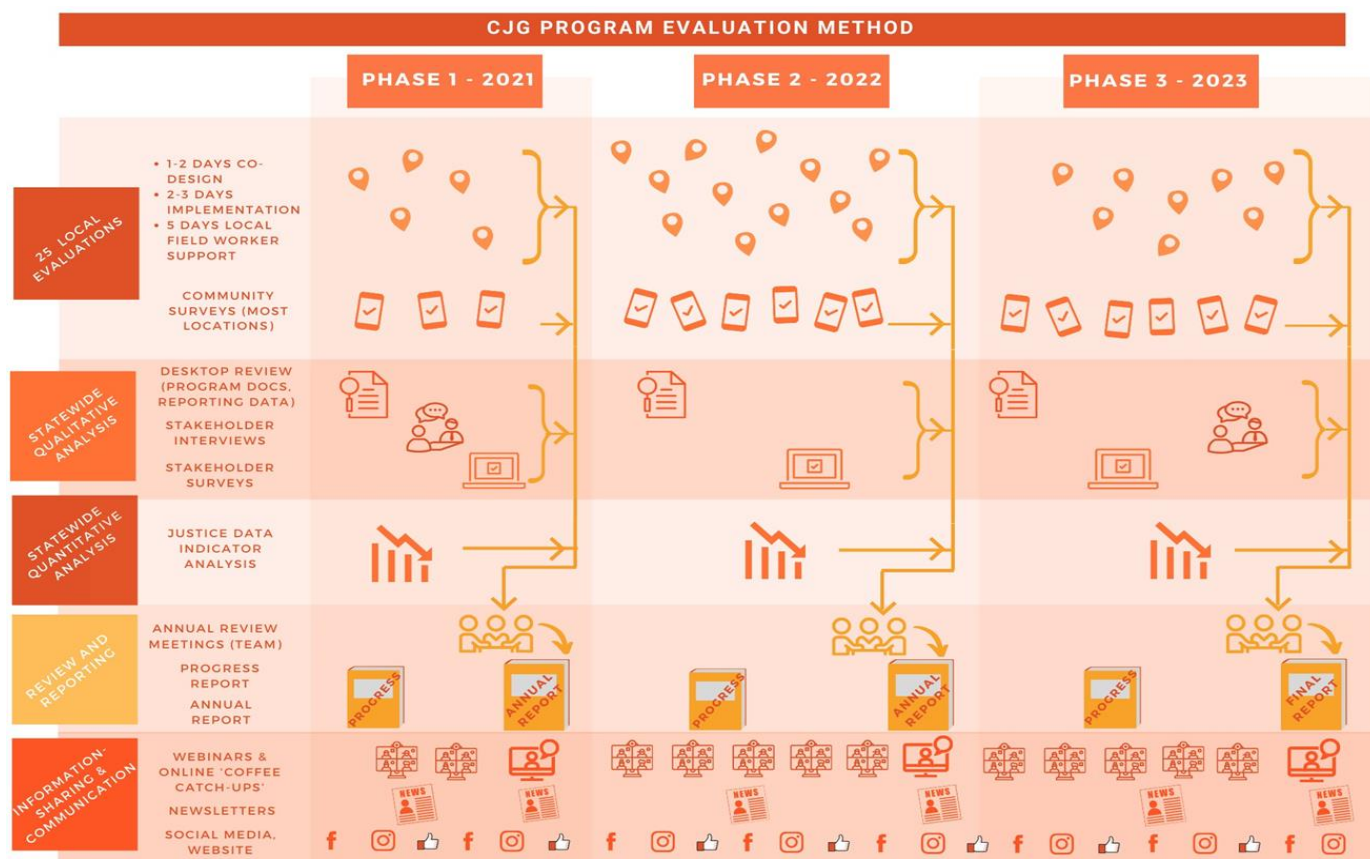 CJG PROGRAM EVALUATION METHOD
PHASE 1 - 2021
PHASE 2 - 2022
PHASE 3 - 2023
25 LOCAL
EVALUATIONS
• 1-2 DAYS CO-
DESIGN
• 2-3 DAYS
IMPLEMENTATION
• 5 DAYS LOCAL
FIELD WORKER
SUPPORT
COMMUNITY
SURVEYS (MOST
LOCATIONS)
STATEWIDE
QUALITATIVE
ANALYSIS
DESKTOP REVIEW
(PROGRAM DOCS,
REPORTING DATA)
STAKEHOLDER
INTERVIEWS
STAKEHOLDER
SURVEYS
STATEWIDE
QUANTITATIVE
ANALYSIS
JUSTICE DATA
INDICATOR
ANALYSIS
REVIEW AND
REPORTING
ANNUAL REVIEW
MEETINGS (TEAM)
PROGRESS
REPORT
ANNUAL
REPORT
PROGRESS
ANNUAL
REPORT
PROGRESS
ANNUAL
REPORT
PROGRESS
FINAL
REPORT
INFORMATION-
SHARING &
COMMUNICATION
WEBINARS &
ONLINE 'COFFEE
CATCH-UPS'
NEWSLETTERS
SOCIAL MEDIA,
WEBSITE
NEWS
NEWS
NEWS
NEWS
NEWS
NEWS